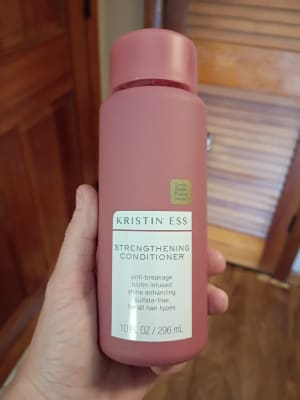 KRISTIN ESS
STRENGTHENING
CONDITIONER
anti-breakage
biotin infused
shine enhancing
sulfate-free
for all hair types
10 FL OZ / 296 mL